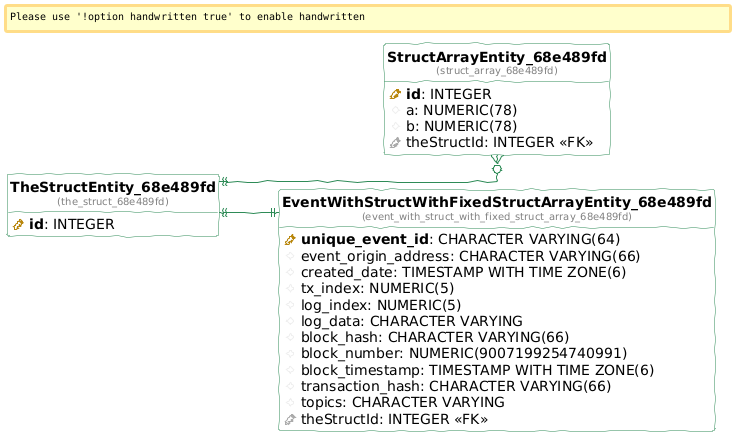 Please use '!option handwritten true' to enable handwritten
StructArrayEntity_68e489fd
(struct_array_68e489fd)
id: INTEGER
a: NUMERIC(78)
b: NUMERIC(78)
theStructId: INTEGER «FK»
TheStructEntity_68e489fd
(the_struct_68e489fd)
id: INTEGER
EventWithStructWithFixedStructArrayEntity_68e489fd
(event_with_struct_with_fixed_struct_array_68e489fd)
unique_event_id: CHARACTER VARYING(64)
event_origin_address: CHARACTER VARYING(66)
created_date: TIMESTAMP WITH TIME ZONE(6)
tx_index: NUMERIC(5)
log_index: NUMERIC(5)
log_data: CHARACTER VARYING
block_hash: CHARACTER VARYING(66)
block_number: NUMERIC(9007199254740991)
block_timestamp: TIMESTAMP WITH TIME ZONE(6)
transaction_hash: CHARACTER VARYING(66)
topics: CHARACTER VARYING
theStructId: INTEGER «FK»